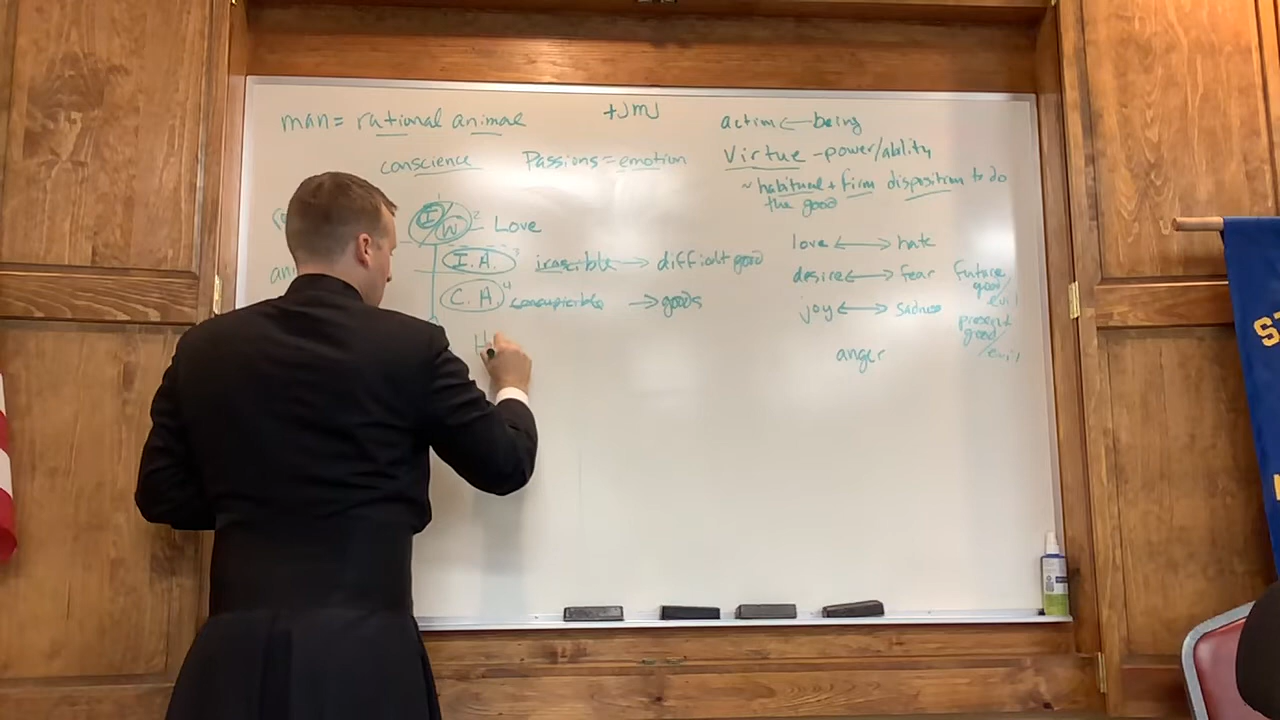 +JMJ
man = rational animal
conscience
Passions = emotion
I W 2 Love
I.A. 3 irascible → difficult good
C.A. 4 concupiscible → goods
H
action ← being
Virtue - power/ability
~ habitual + firm disposition to do
the good
love ↔ hate
desire ↔ fear future good/evil
joy ↔ sadness present good/evil
anger